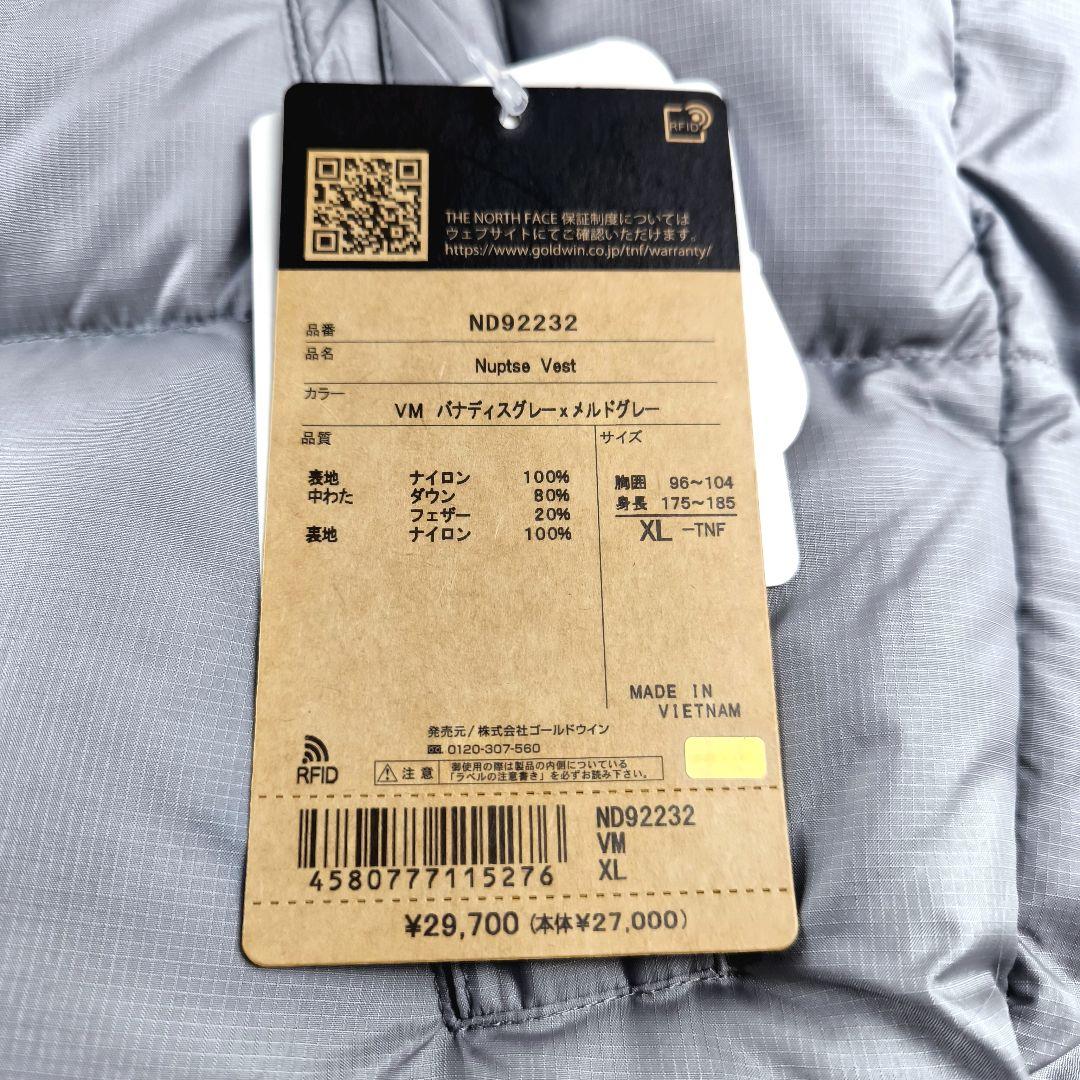 RFID
THE NORTH FACE 保証制度については
ウェブサイトにてご確認いただけます。
https://www.goldwin.co.jp/tnf/warranty/
品番 ND92232
品名 Nuptse Vest
カラー VM バナディスグレーxメルドグレー
品質 サイズ
表地 ナイロン 100%
中わた ダウン 80%
フェザー 20%
裏地 ナイロン 100%
胸囲 96～104
身長 175～185
XL -TNF
MADE IN
VIETNAM
発売元/株式会社ゴールドウイン
0120-307-560
RFID
注意 御使用の際は製品の内側についている
「ラベルの注意書き」を必ずお読み下さい。
4580777115276
ND92232
VM
XL
¥29,700 (本体¥27,000)